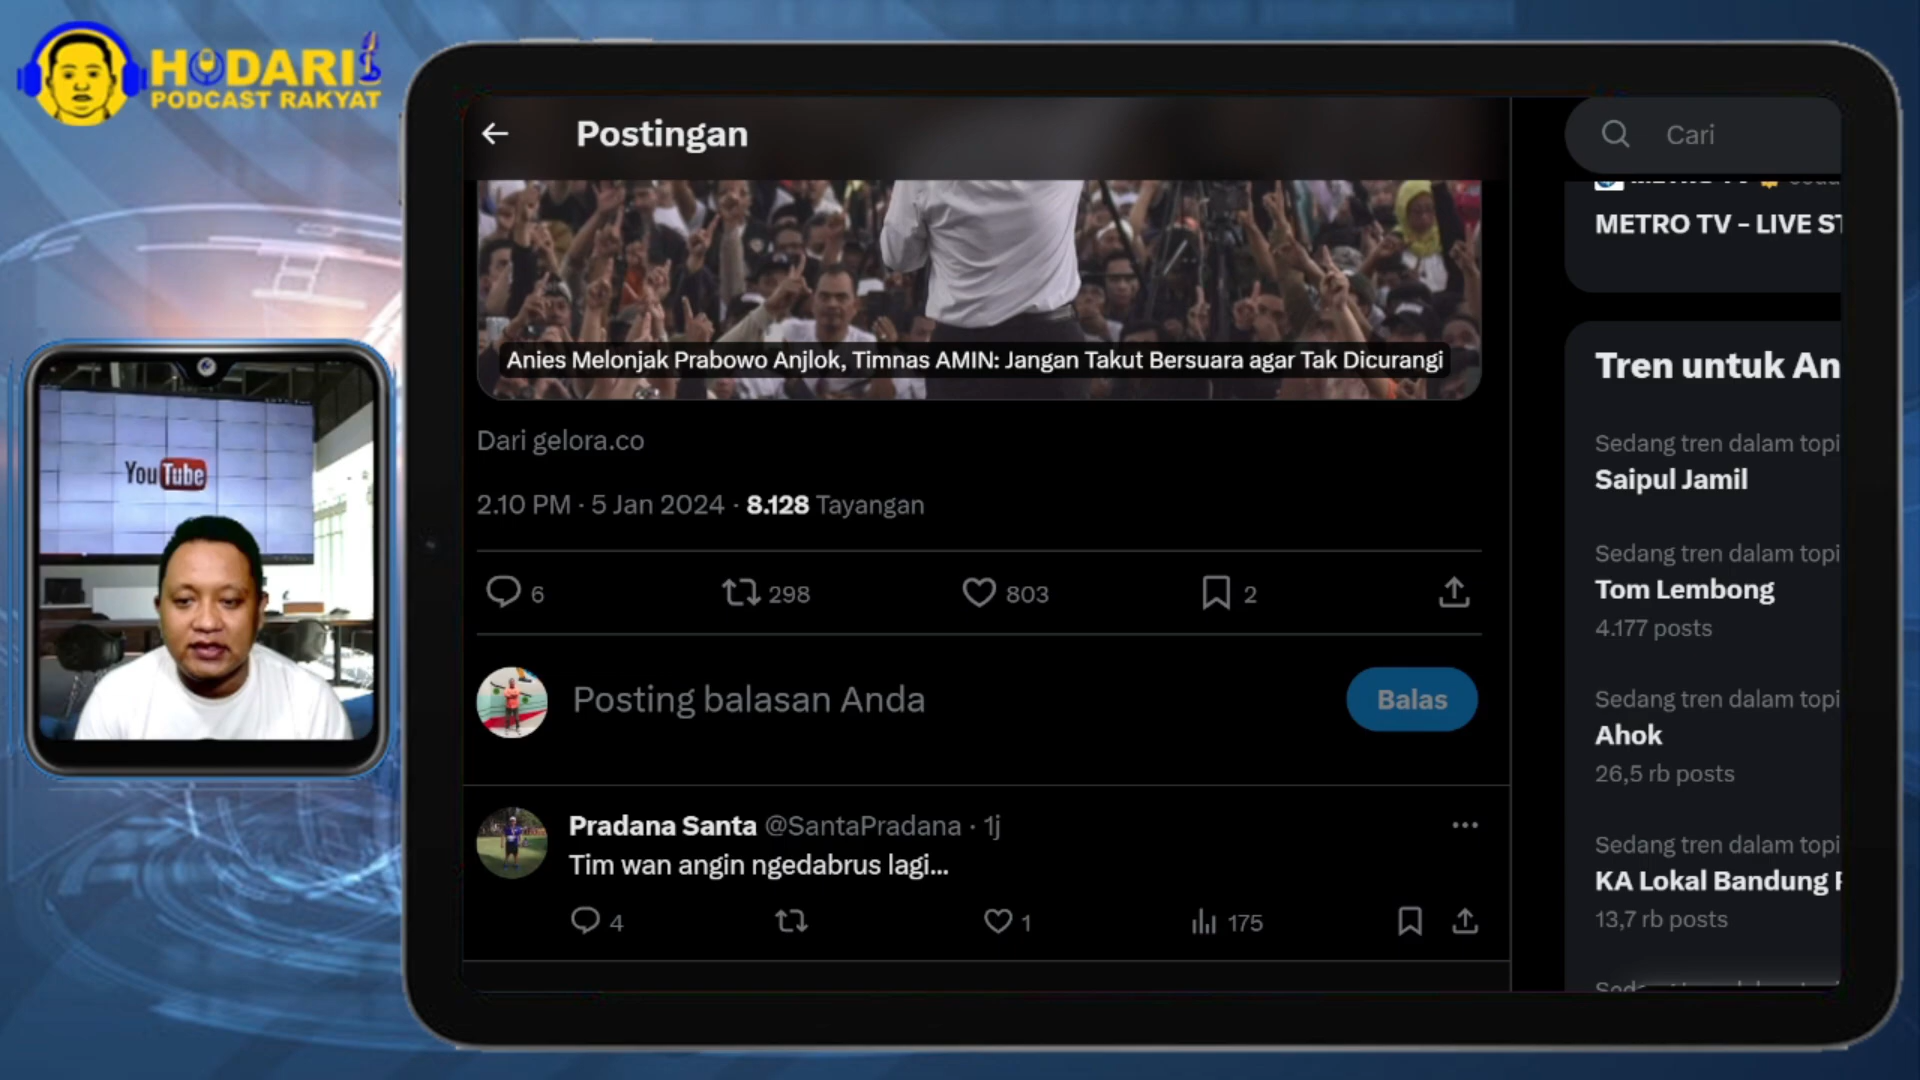 HODARI
PODCAST RAKYAT
Postingan
Cari
METRO TV – LIVE ST
Anies Melonjak Prabowo Anjlok, Timnas AMIN: Jangan Takut Bersuara agar Tak Dicurangi
Dari gelora.co
2.10 PM · 5 Jan 2024 · 8.128 Tayangan
6 298 803 2
Posting balasan Anda
Balas
Pradana Santa @SantaPradana · 1j
Tim wan angin ngedabrus lagi...
4 1 175
Tren untuk An
Sedang tren dalam topi
Saipul Jamil
Sedang tren dalam topi
Tom Lembong
4.177 posts
Sedang tren dalam topi
Ahok
26,5 rb posts
Sedang tren dalam topi
KA Lokal Bandung
13,7 rb posts
YouTube